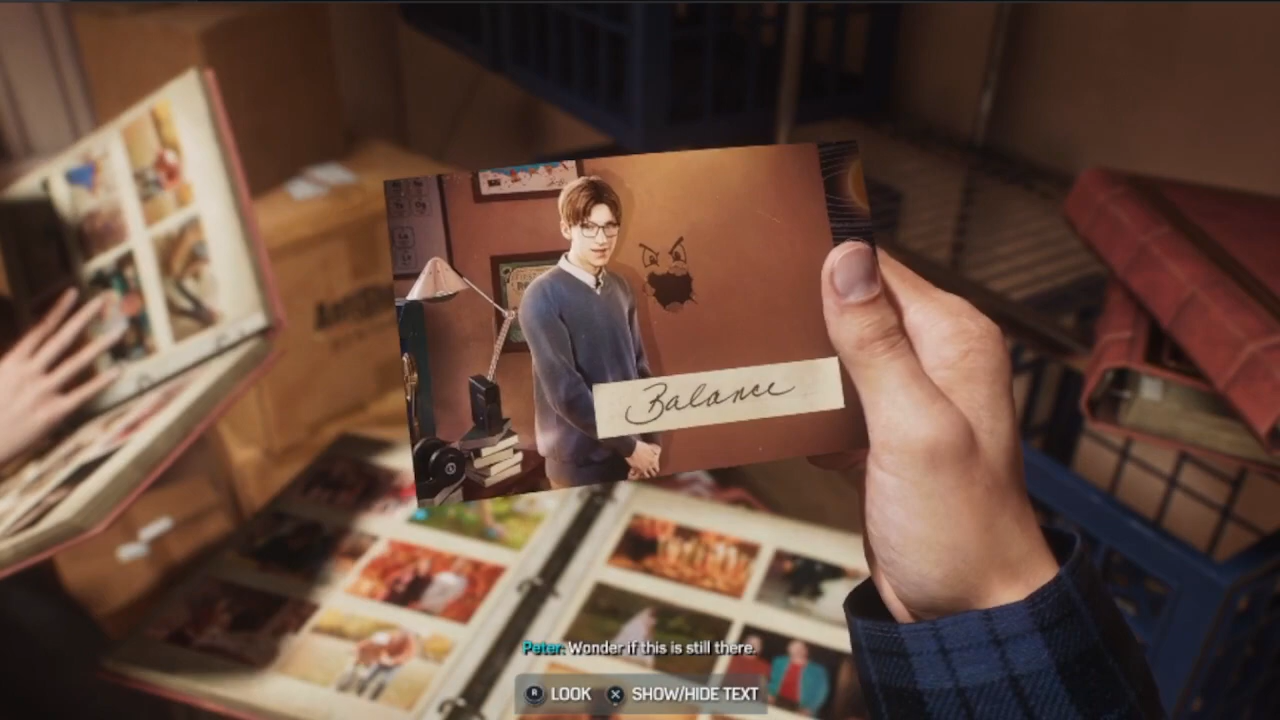 Balance
Peter: Wonder if this is still there.
R LOOK X SHOW/HIDE TEXT